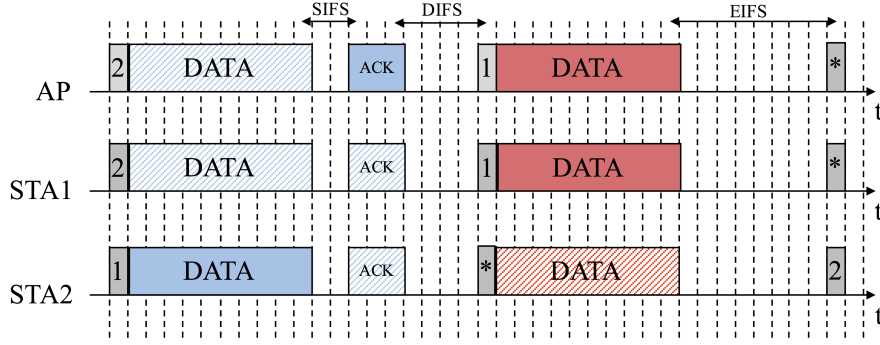 SIFS DIFS EIFS
AP 2 DATA ACK 1 DATA *
t
STA1 2 DATA ACK 1 DATA *
t
STA2 1 DATA ACK * DATA 2
t